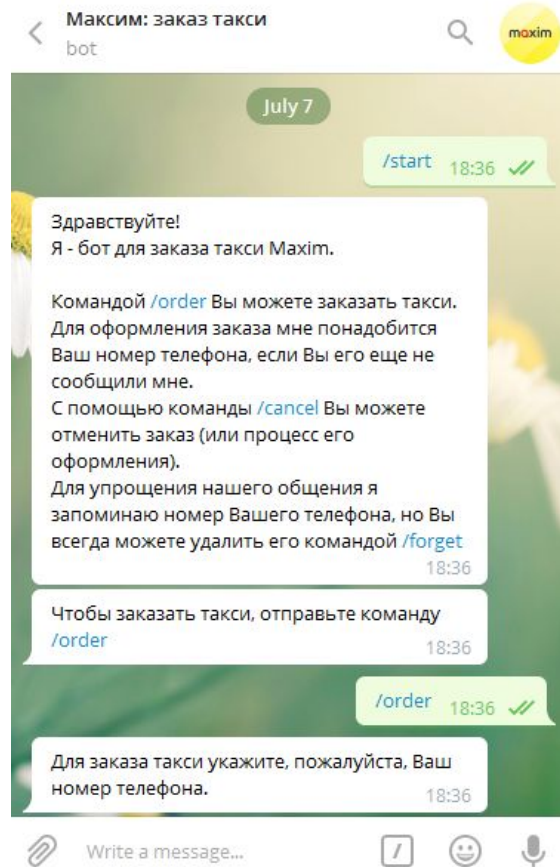 Максим: заказ такси
bot
maxim
July 7
/start 18:36
Здравствуйте!
Я - бот для заказа такси Maxim.
Командой /order Вы можете заказать такси.
Для оформления заказа мне понадобится
Ваш номер телефона, если Вы его еще не
сообщили мне.
С помощью команды /cancel Вы можете
отменить заказ (или процесс его
оформления).
Для упрощения нашего общения я
запоминаю номер Вашего телефона, но Вы
всегда можете удалить его командой /forget
18:36
Чтобы заказать такси, отправьте команду
/order 18:36
/order 18:36
Для заказа такси укажите, пожалуйста, Ваш
номер телефона. 18:36
Write a message...